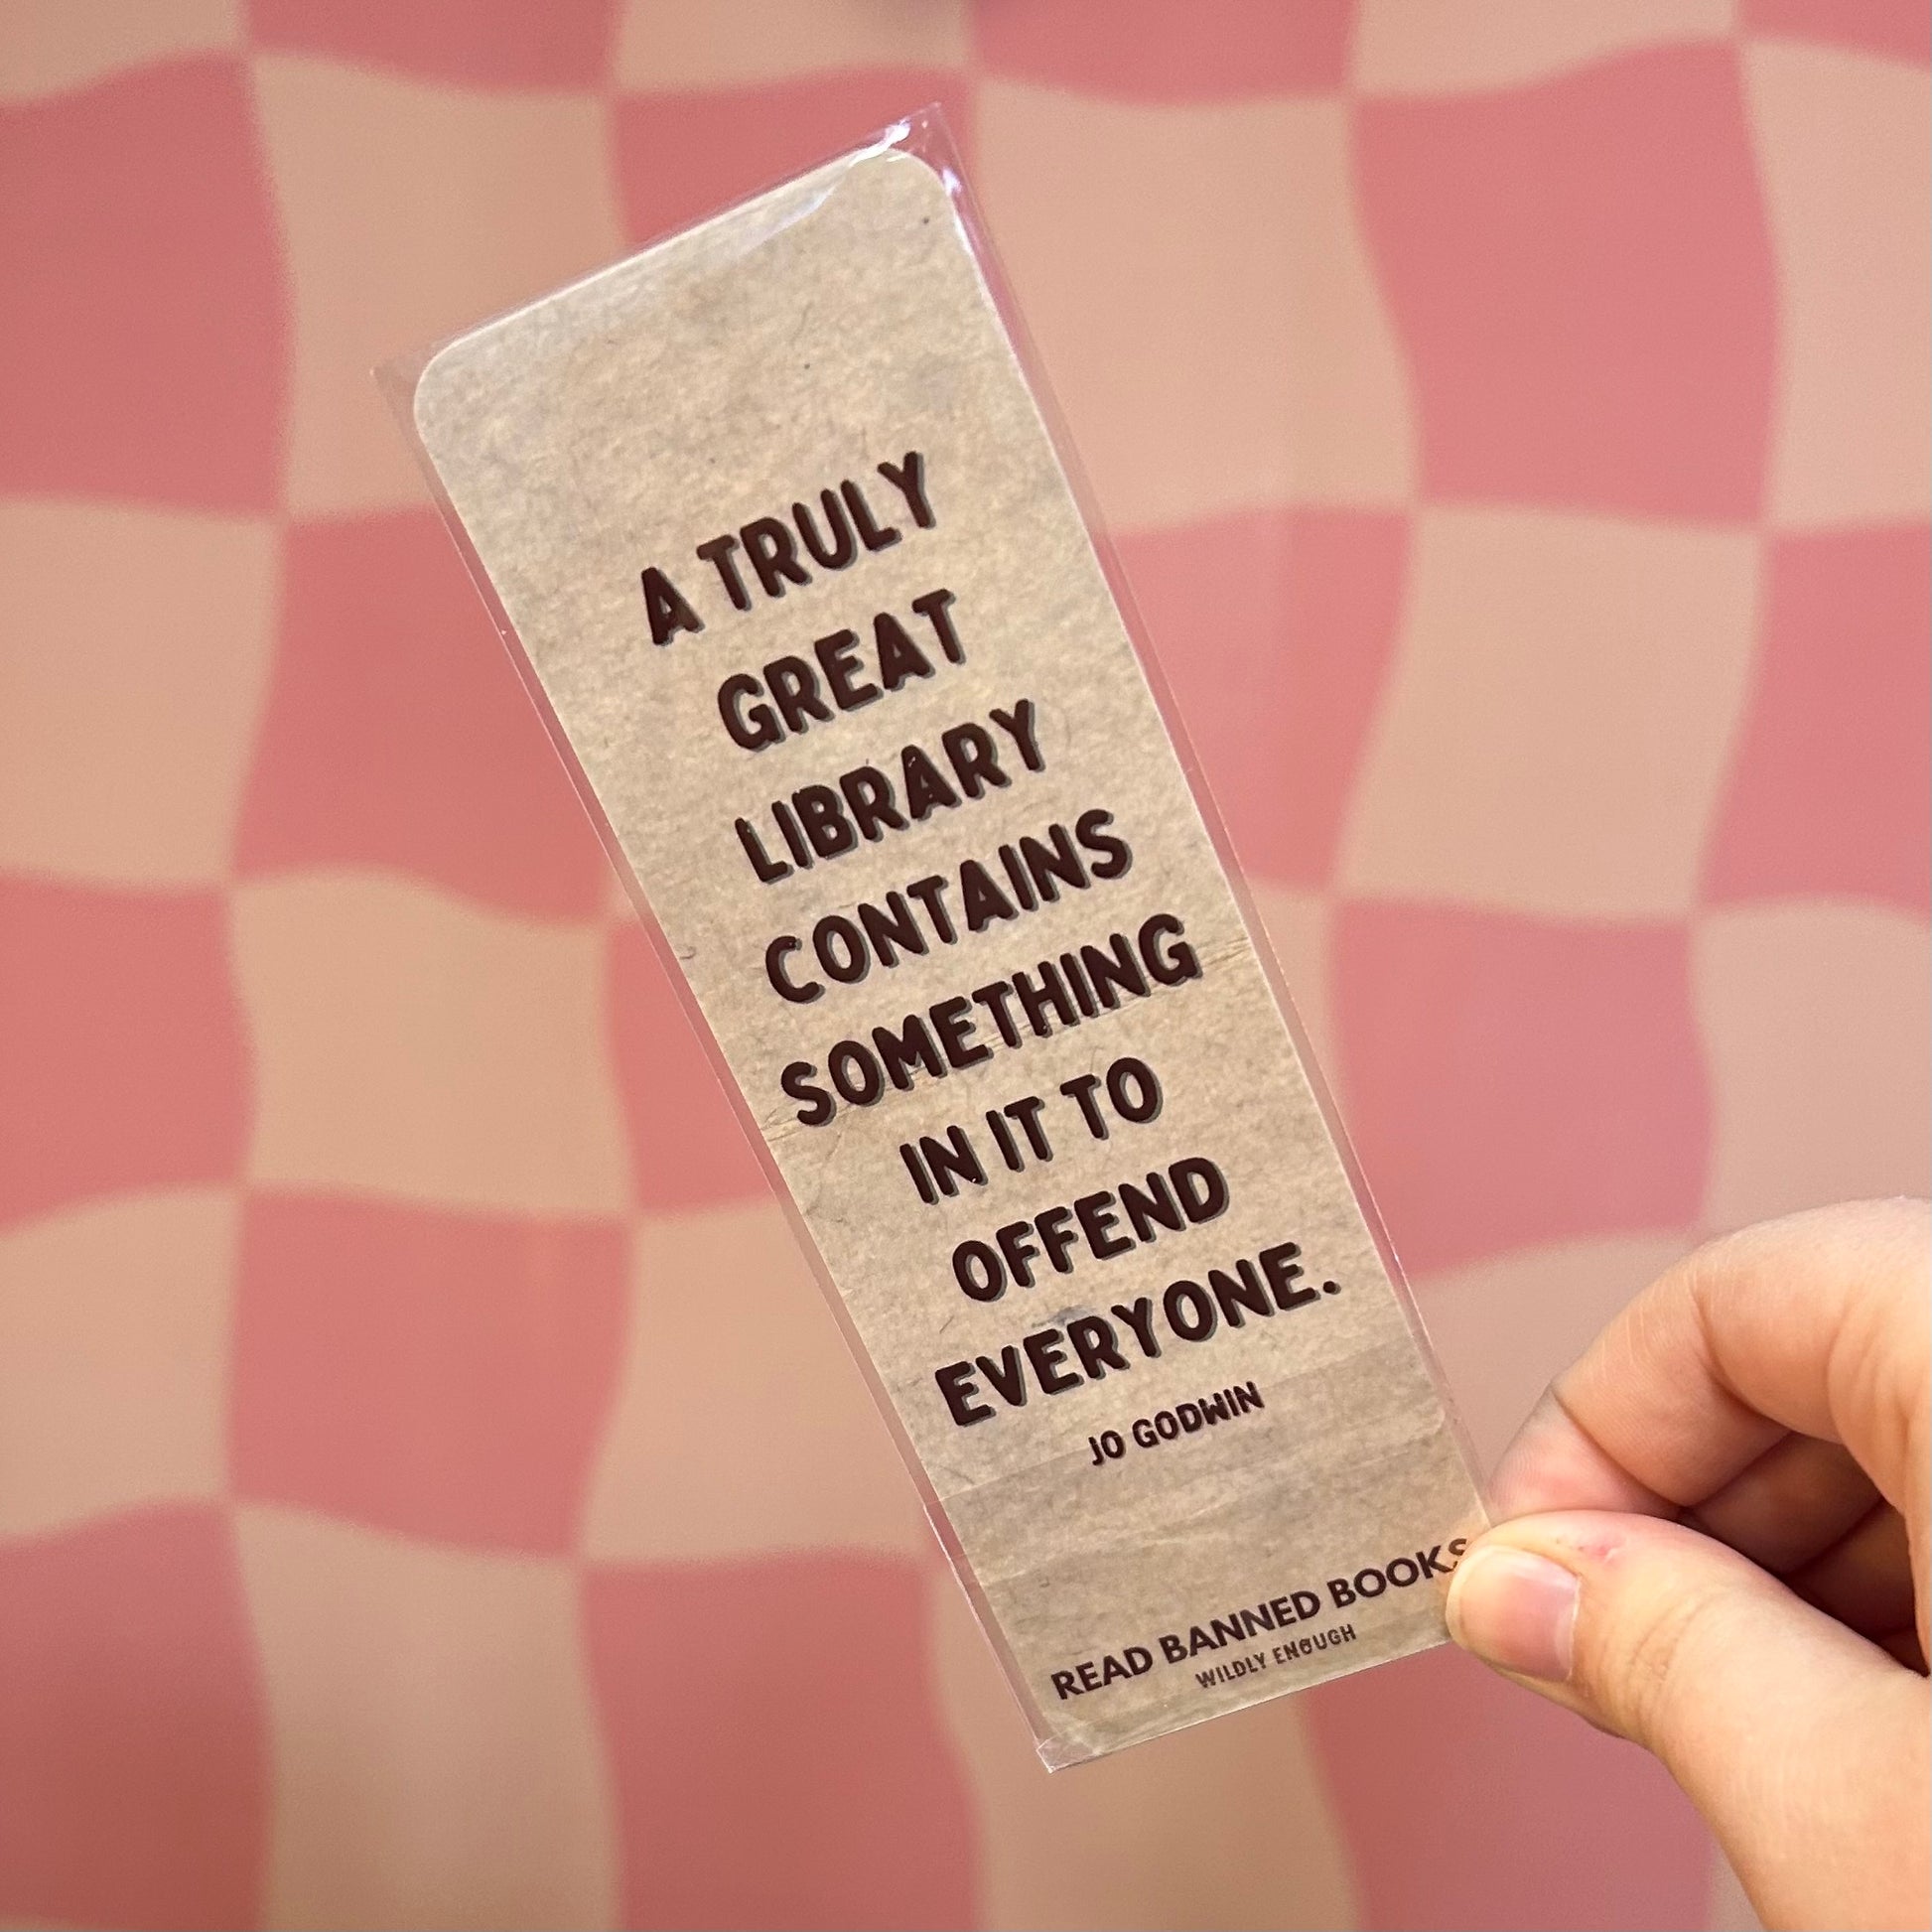 A TRULY
GREAT
LIBRARY
CONTAINS
SOMETHING
IN IT TO
OFFEND
EVERYONE.
JO GODWIN
READ BANNED BOOKS
WILDLY ENOUGH